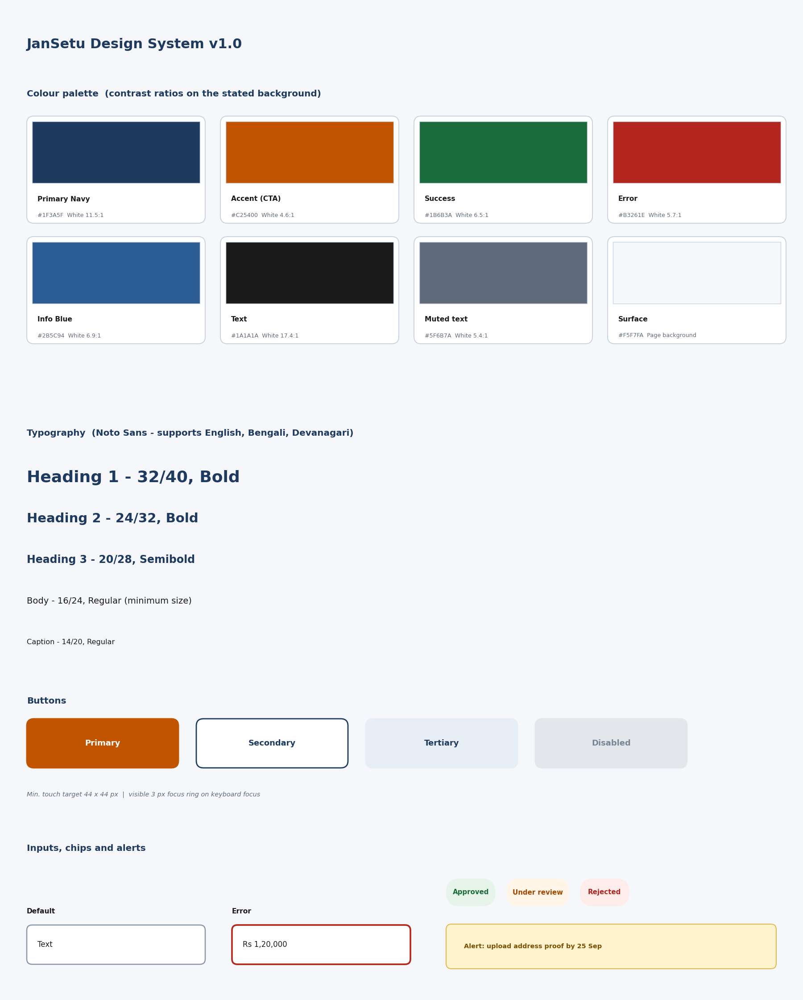 JanSetu Design System v1.0
Colour palette  (contrast ratios on the stated background)
Primary Navy
#1F3A5F  White 11.5:1
Accent (CTA)
#C25400  White 4.6:1
Success
#1B6B3A  White 6.5:1
Error
#B3261E  White 5.7:1
Info Blue
#2B5C94  White 6.9:1
Text
#1A1A1A  White 17.4:1
Muted text
#5F6B7A  White 5.4:1
Surface
#F5F7FA  Page background
Typography  (Noto Sans - supports English, Bengali, Devanagari)
Heading 1 - 32/40, Bold
Heading 2 - 24/32, Bold
Heading 3 - 20/28, Semibold
Body - 16/24, Regular (minimum size)
Caption - 14/20, Regular
Buttons
Primary
Secondary
Tertiary
Disabled
Min. touch target 44 x 44 px  |  visible 3 px focus ring on keyboard focus
Inputs, chips and alerts
Approved
Under review
Rejected
Default
Text
Error
Rs 1,20,000
Alert: upload address proof by 25 Sep